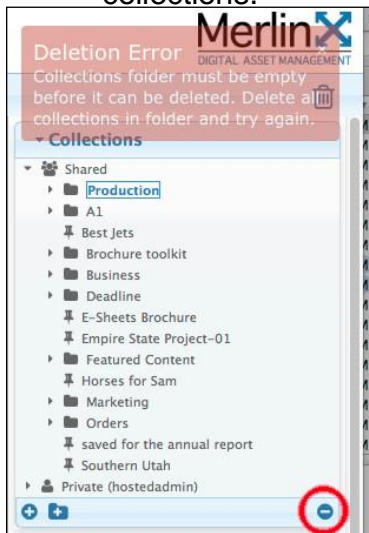 collections.
MerlinX
DIGITAL ASSET MANAGEMENT
Deletion Error
Collections folder must be empty
before it can be deleted. Delete all
collections in folder and try again.
Collections
Shared
Production
A1
Best Jets
Brochure toolkit
Business
Deadline
E-Sheets Brochure
Empire State Project-01
Featured Content
Horses for Sam
Marketing
Orders
saved for the annual report
Southern Utah
Private (hostedadmin)